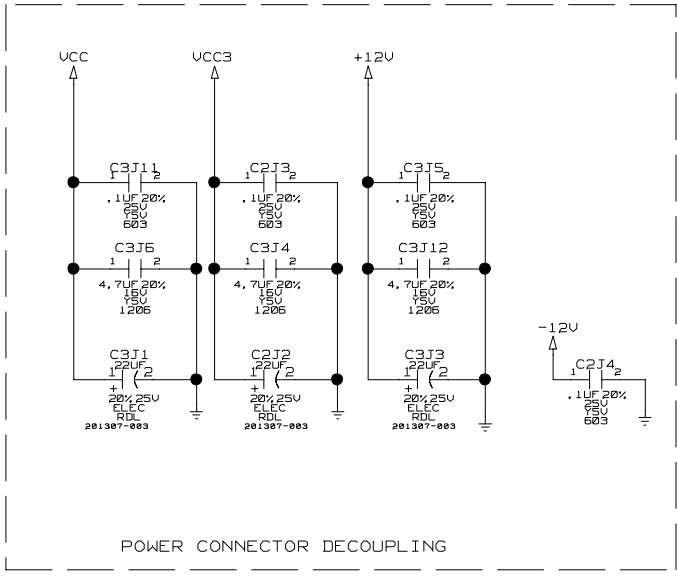 VCC
VCC3
+12V
C3J11
1 2
.1UF 20%
25V
Y5V
603
C2J3
1 2
.1UF 20%
25V
Y5V
603
C3J5
1 2
.1UF 20%
25V
Y5V
603
C3J6
1 2
4.7UF 20%
16V
Y5V
1206
C3J4
1 2
4.7UF 20%
16V
Y5V
1206
C3J12
1 2
4.7UF 20%
16V
Y5V
1206
C3J1
22UF
1 2
+
20% 25V
ELEC
RDL
201307-003
C2J2
22UF
1 2
+
20% 25V
ELEC
RDL
201307-003
C3J3
22UF
1 2
+
20% 25V
ELEC
RDL
201307-003
-12V
C2J4
1 2
.1UF 20%
25V
Y5V
603
POWER CONNECTOR DECOUPLING